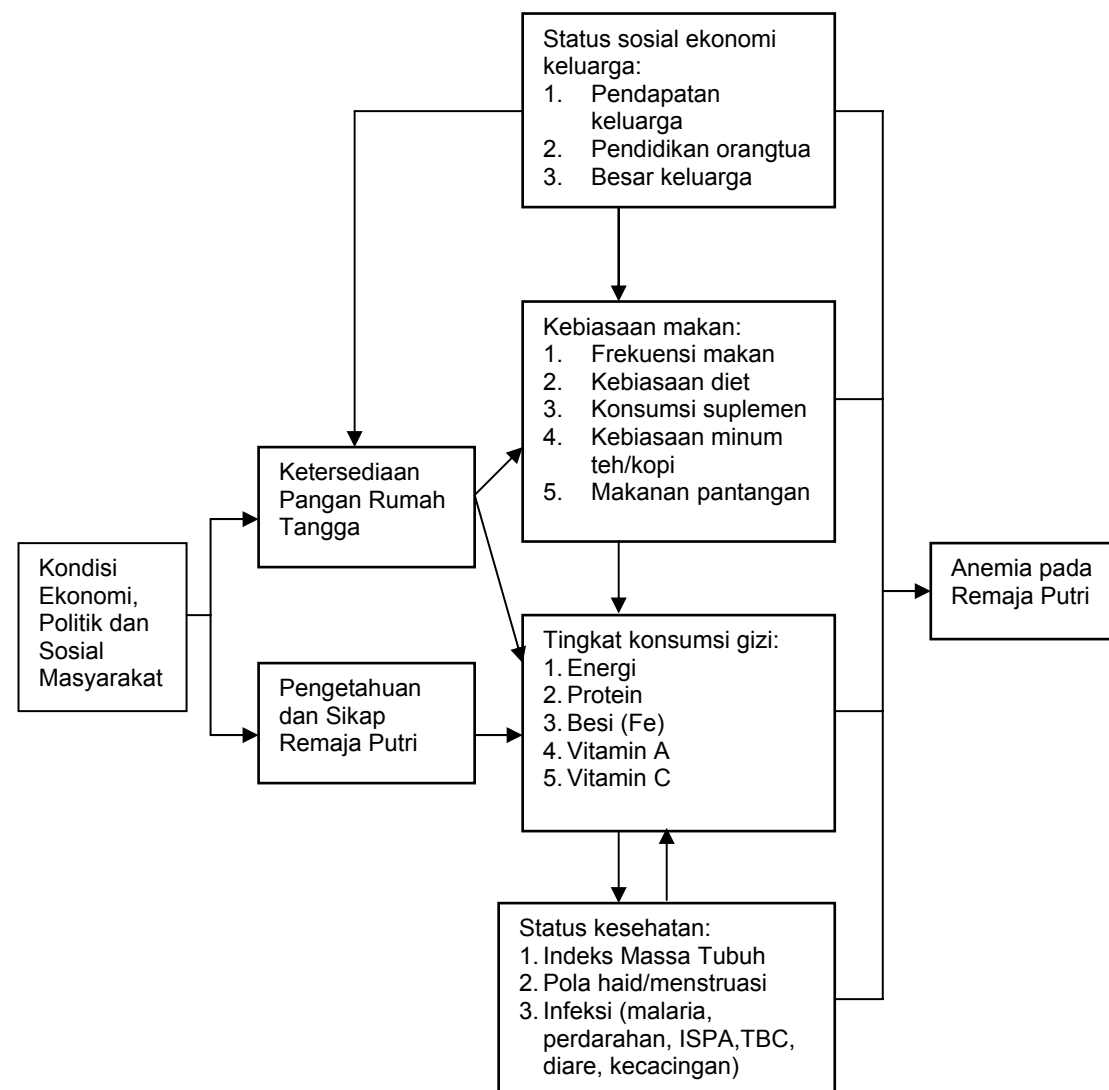 Status sosial ekonomi
keluarga:
1. Pendapatan
keluarga
2. Pendidikan orangtua
3. Besar keluarga
Kebiasaan makan:
1. Frekuensi makan
2. Kebiasaan diet
3. Konsumsi suplemen
4. Kebiasaan minum
teh/kopi
5. Makanan pantangan
Ketersediaan
Pangan Rumah
Tangga
Kondisi
Ekonomi,
Politik dan
Sosial
Masyarakat
Anemia pada
Remaja Putri
Pengetahuan
dan Sikap
Remaja Putri
Tingkat konsumsi gizi:
1. Energi
2. Protein
3. Besi (Fe)
4. Vitamin A
5. Vitamin C
Status kesehatan:
1. Indeks Massa Tubuh
2. Pola haid/menstruasi
3. Infeksi (malaria,
perdarahan, ISPA,TBC,
diare, kecacingan)